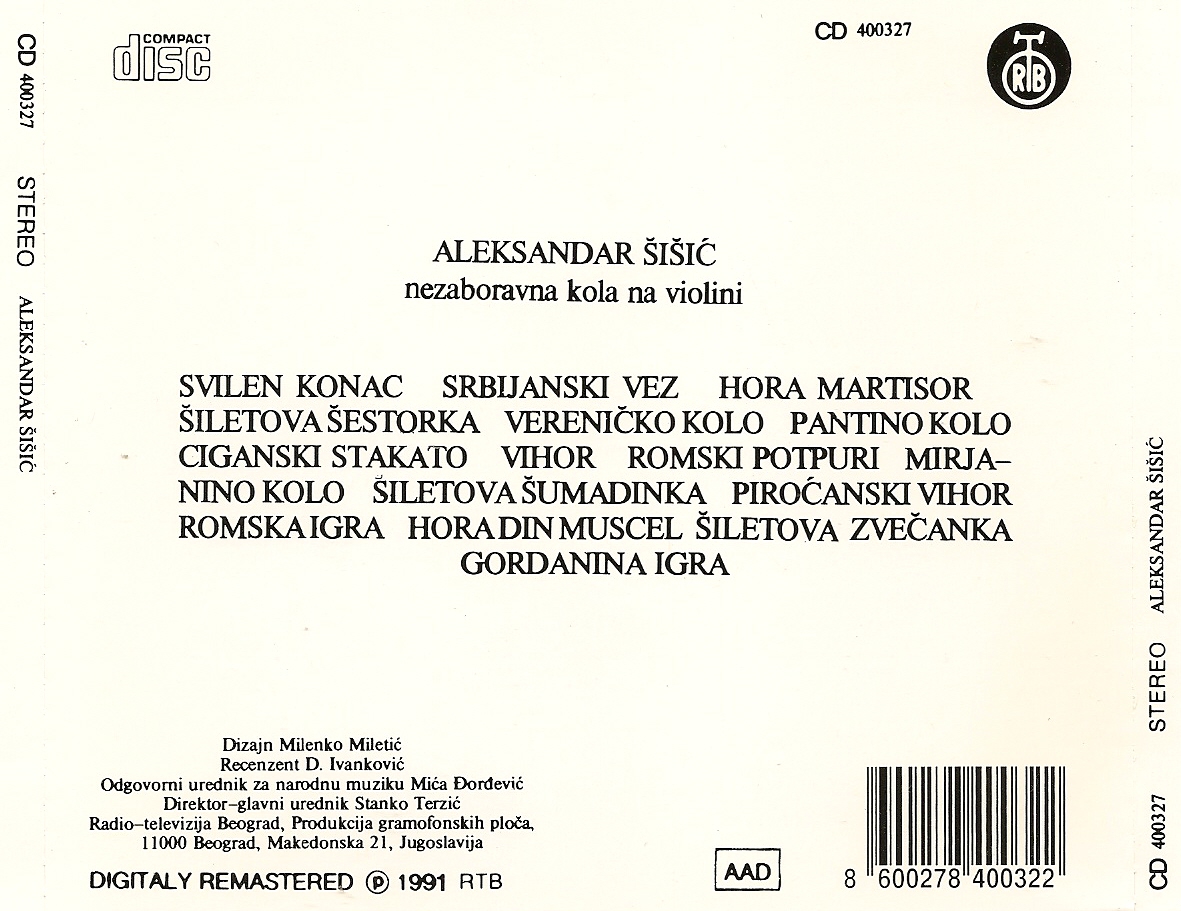 COMPACT
disc
CD 400327
RTB
CD 400327 STEREO ALEKSANDAR ŠIŠIĆ
ALEKSANDAR ŠIŠIĆ
nezaboravna kola na violini
SVILEN KONAC SRBIJANSKI VEZ HORA MARTISOR
ŠILETOVA ŠESTORKA VERENIČKO KOLO PANTINO KOLO
CIGANSKI STAKATO VIHOR ROMSKI POTPURI MIRJA–
NINO KOLO ŠILETOVA ŠUMADINKA PIROĆANSKI VIHOR
ROMSKA IGRA HORA DIN MUSCEL ŠILETOVA ZVEČANKA
GORDANINA IGRA
Dizajn Milenko Miletić
Recenzent D. Ivanković
Odgovorni urednik za narodnu muziku Mića Đorđević
Direktor–glavni urednik Stanko Terzić
Radio–televizija Beograd, Produkcija gramofonskih ploča,
11000 Beograd, Makedonska 21, Jugoslavija
DIGITALY REMASTERED ℗ 1991 RTB
AAD
8 600278 400322
CD 400327 STEREO ALEKSANDAR ŠIŠIĆ